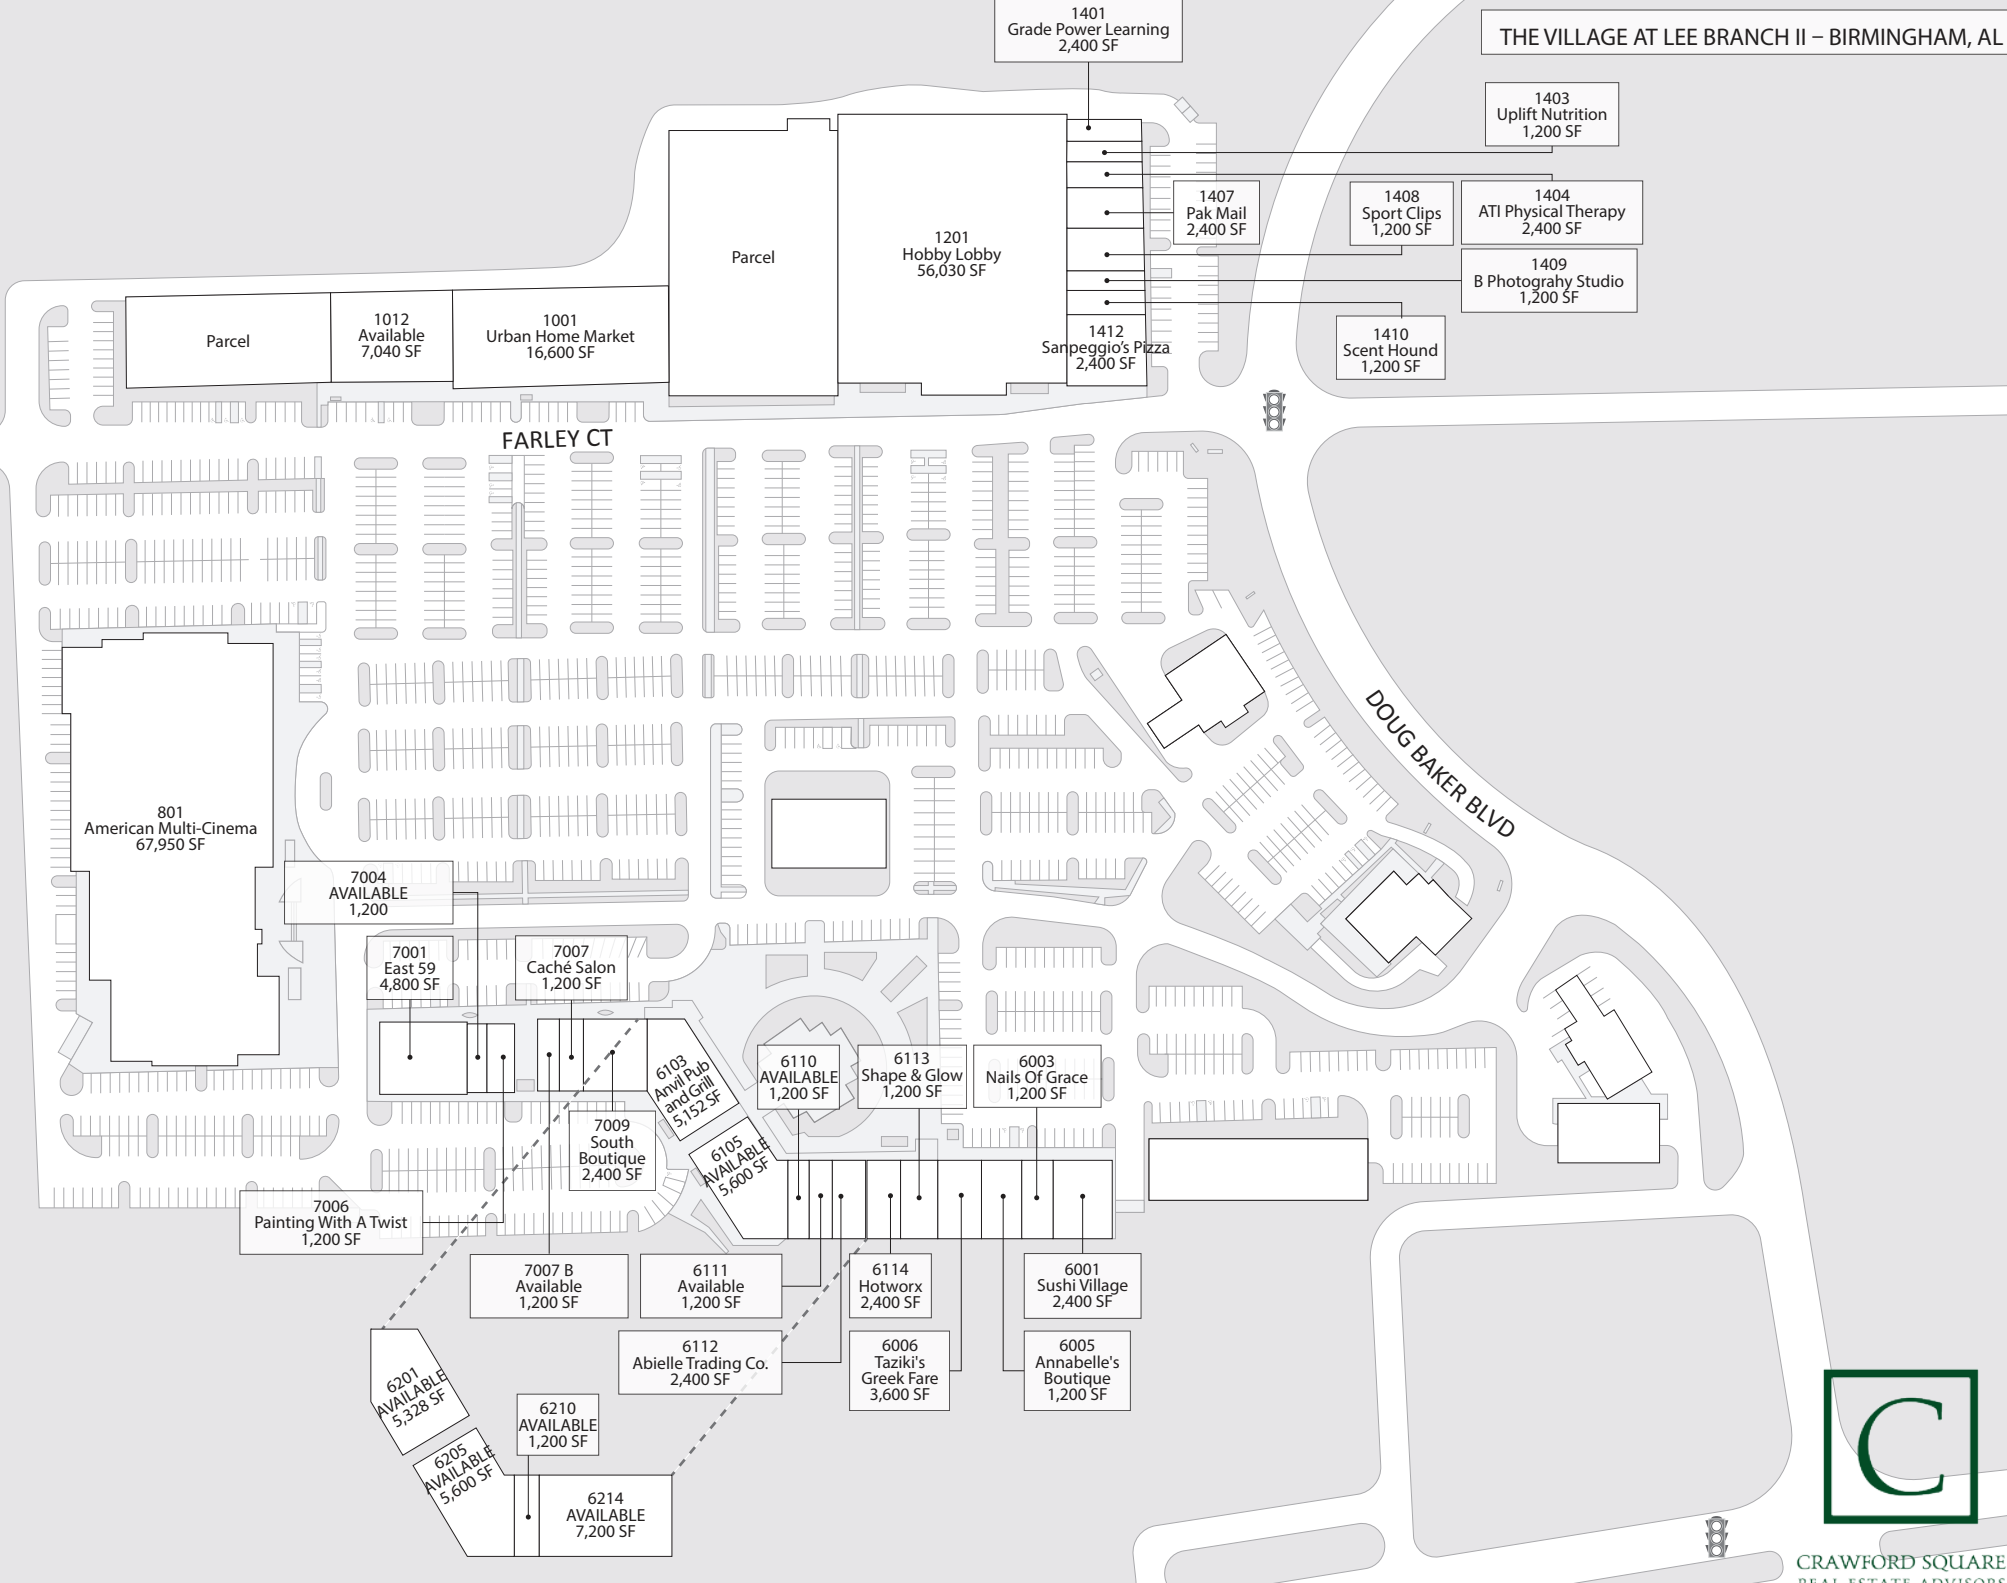 1401
Grade Power Learning
2,400 SF
THE VILLAGE AT LEE BRANCH II – BIRMINGHAM, AL
1403
Uplift Nutrition
1,200 SF
1404
ATI Physical Therapy
2,400 SF
1407
Pak Mail
2,400 SF
1408
Sport Clips
1,200 SF
1409
B Photograhy Studio
1,200 SF
1410
Scent Hound
1,200 SF
1412
Sanpeggio's Pizza
2,400 SF
1201
Hobby Lobby
56,030 SF
Parcel
Parcel
1012
Available
7,040 SF
1001
Urban Home Market
16,600 SF
FARLEY CT
DOUG BAKER BLVD
801
American Multi-Cinema
67,950 SF
7004
AVAILABLE
1,200
7001
East 59
4,800 SF
7007
Caché Salon
1,200 SF
6103
Anvil Pub
and Grill
5,152 SF
6110
AVAILABLE
1,200 SF
6113
Shape & Glow
1,200 SF
6003
Nails Of Grace
1,200 SF
7009
South
Boutique
2,400 SF
6105
AVAILABLE
5,600 SF
7006
Painting With A Twist
1,200 SF
7007 B
Available
1,200 SF
6111
Available
1,200 SF
6114
Hotworx
2,400 SF
6001
Sushi Village
2,400 SF
6112
Abielle Trading Co.
2,400 SF
6006
Taziki's
Greek Fare
3,600 SF
6005
Annabelle's
Boutique
1,200 SF
6201
AVAILABLE
5,328 SF
6210
AVAILABLE
1,200 SF
6205
AVAILABLE
5,600 SF
6214
AVAILABLE
7,200 SF
C
CRAWFORD SQUARE
REAL ESTATE ADVISORS